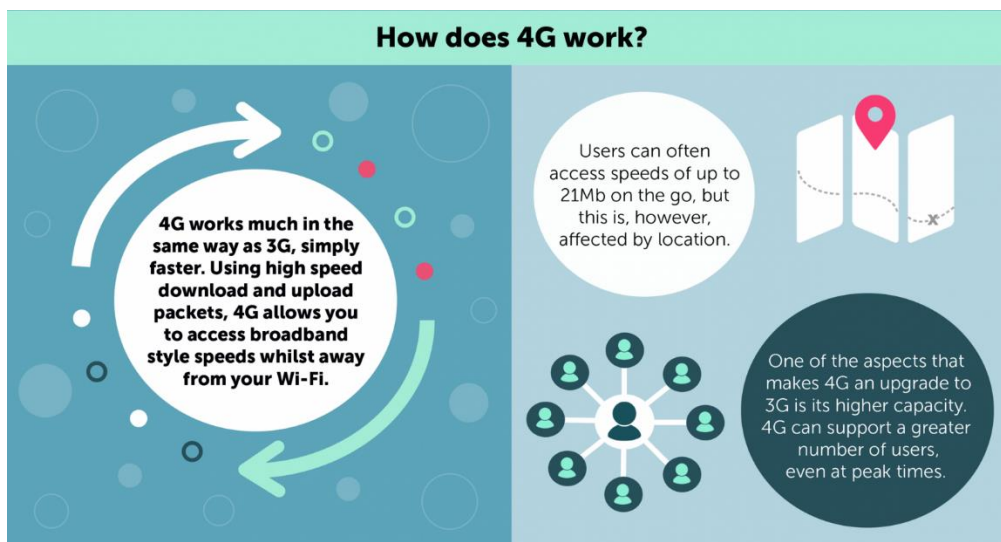 How does 4G work?
4G works much in the
same way as 3G, simply
faster. Using high speed
download and upload
packets, 4G allows you
to access broadband
style speeds whilst away
from your Wi-Fi.
Users can often
access speeds of up to
21Mb on the go, but
this is, however,
affected by location.
One of the aspects that
makes 4G an upgrade to
3G is its higher capacity.
4G can support a greater
number of users,
even at peak times.